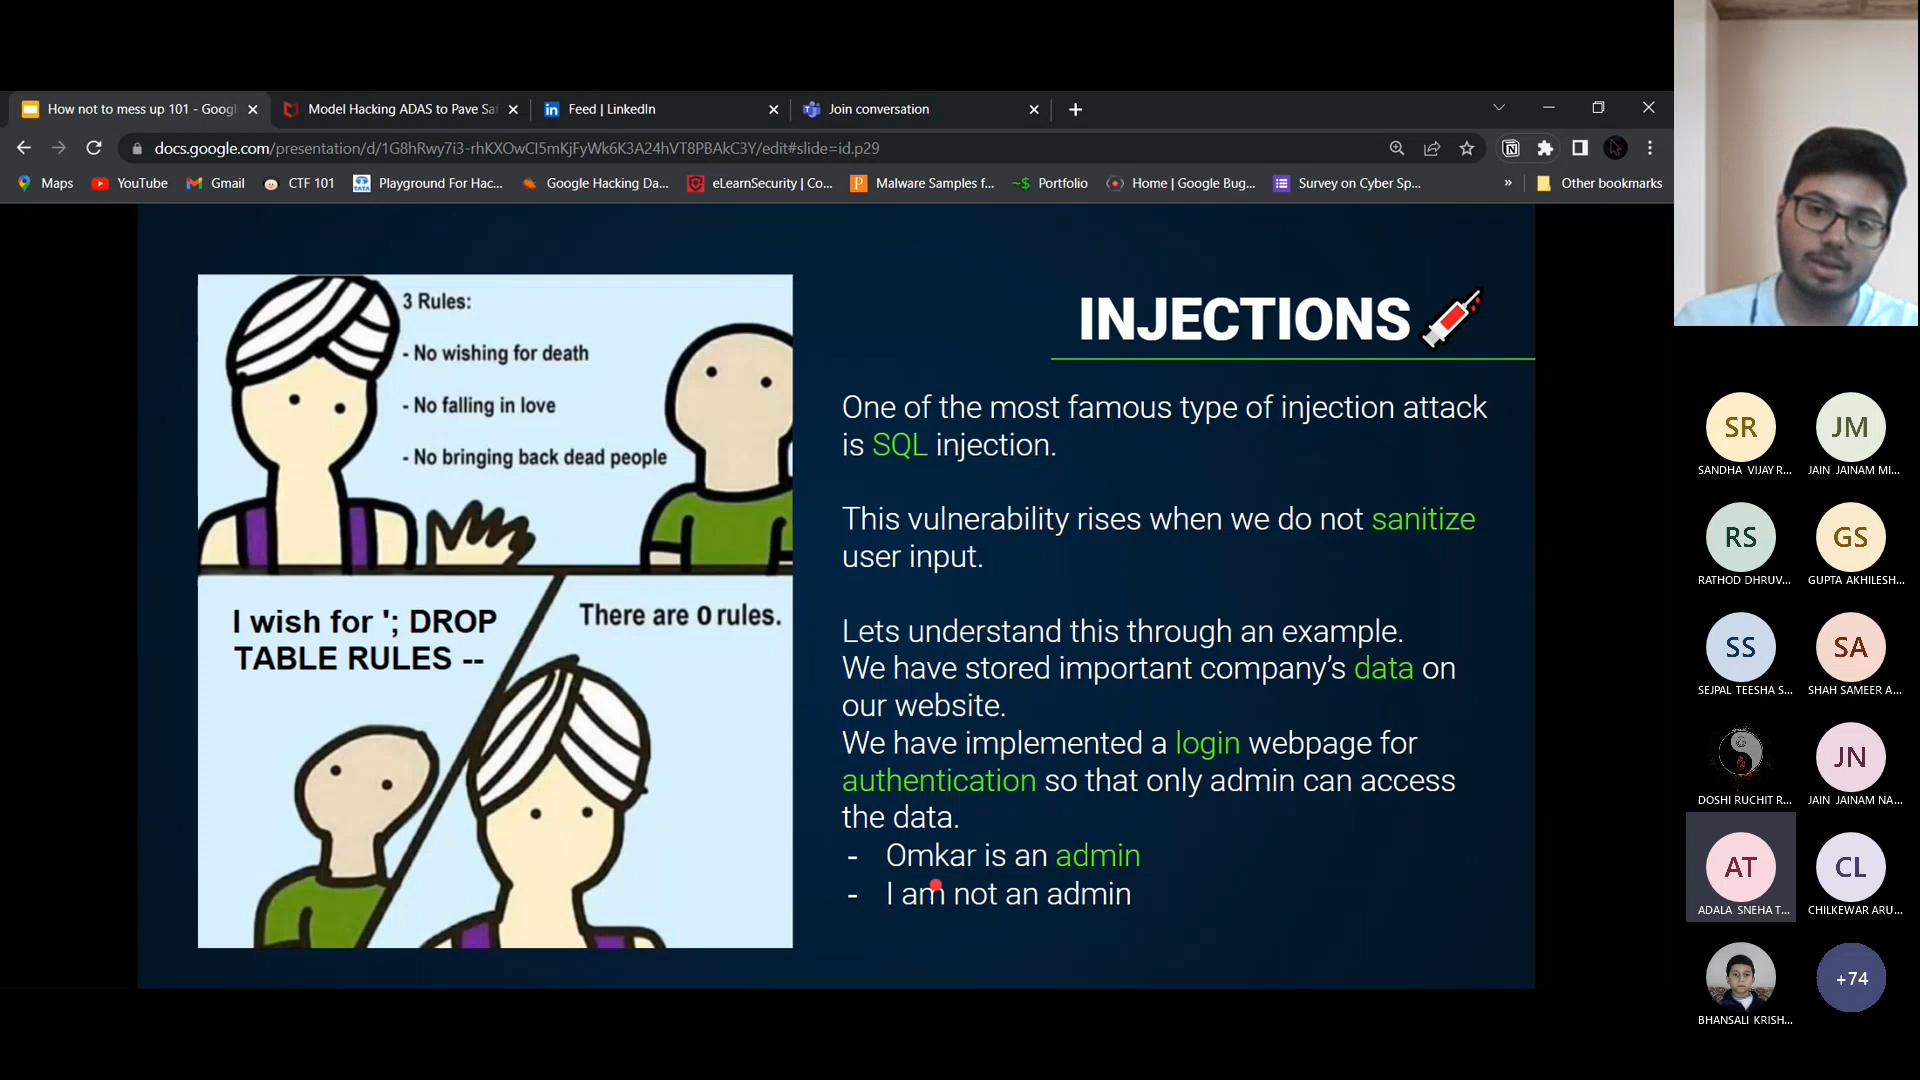 How not to mess up 101 - Goog
Model Hacking ADAS to Pave Sa
Feed | LinkedIn
Join conversation
docs.google.com/presentation/d/1G8hRwy7i3-rhKXOwCI5mKjFyWk6K3A24hVT8PBAkC3Y/edit#slide=id.p29
Maps
YouTube
Gmail
CTF 101
Playground For Hac...
Google Hacking Da...
eLearnSecurity | Co...
Malware Samples f...
~$ Portfolio
Home | Google Bug...
Survey on Cyber Sp...
»
Other bookmarks
3 Rules:
- No wishing for death
- No falling in love
- No bringing back dead people
I wish for '; DROP
TABLE RULES --
There are 0 rules.
INJECTIONS
One of the most famous type of injection attack
is SQL injection.
This vulnerability rises when we do not sanitize
user input.
Lets understand this through an example.
We have stored important company’s data on
our website.
We have implemented a login webpage for
authentication so that only admin can access
the data.
- Omkar is an admin
- I am not an admin
SR
SANDHA VIJAY R...
JM
JAIN JAINAM MI...
RS
RATHOD DHRUV...
GS
GUPTA AKHILESH...
SS
SEJPAL TEESHA S...
SA
SHAH SAMEER A...
DOSHI RUCHIT R...
JN
JAIN JAINAM NA...
AT
ADALA SNEHA T...
CL
CHILKEWAR ARU...
BHANSALI KRISH...
+74